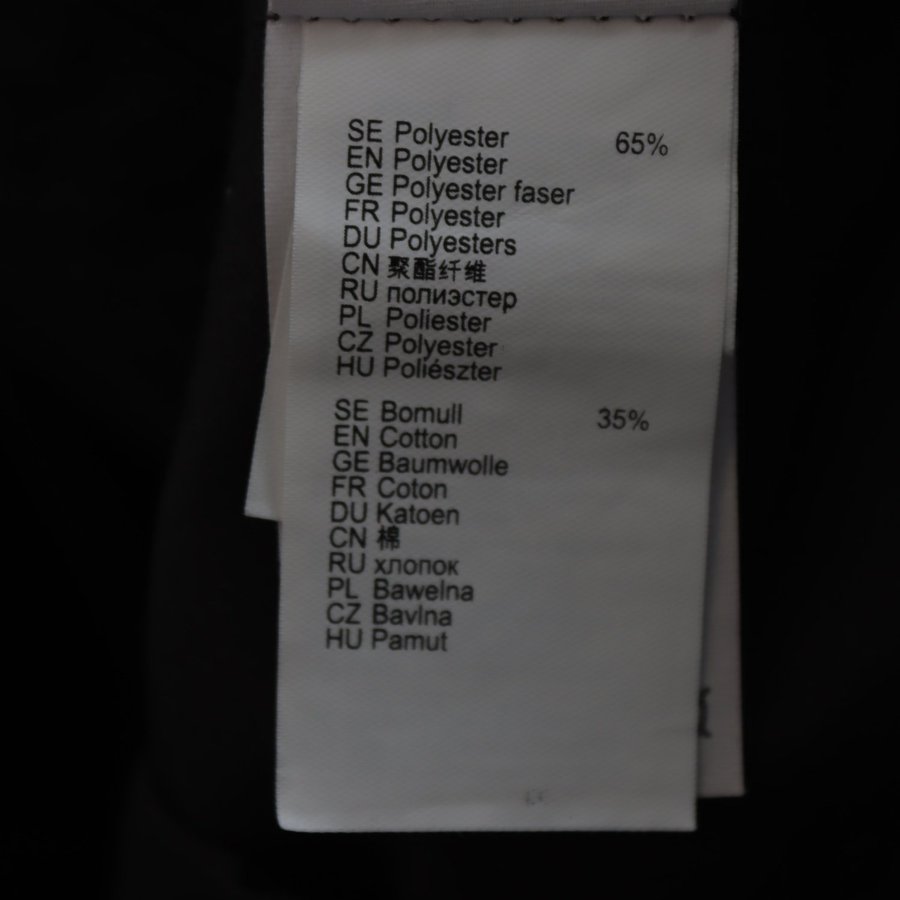 SE Polyester 65%
EN Polyester
GE Polyester faser
FR Polyester
DU Polyesters
CN 聚酯纤维
RU полиэстер
PL Poliester
CZ Polyester
HU Poliészter
SE Bomull 35%
EN Cotton
GE Baumwolle
FR Coton
DU Katoen
CN 棉
RU хлопок
PL Bawelna
CZ Bavlna
HU Pamut